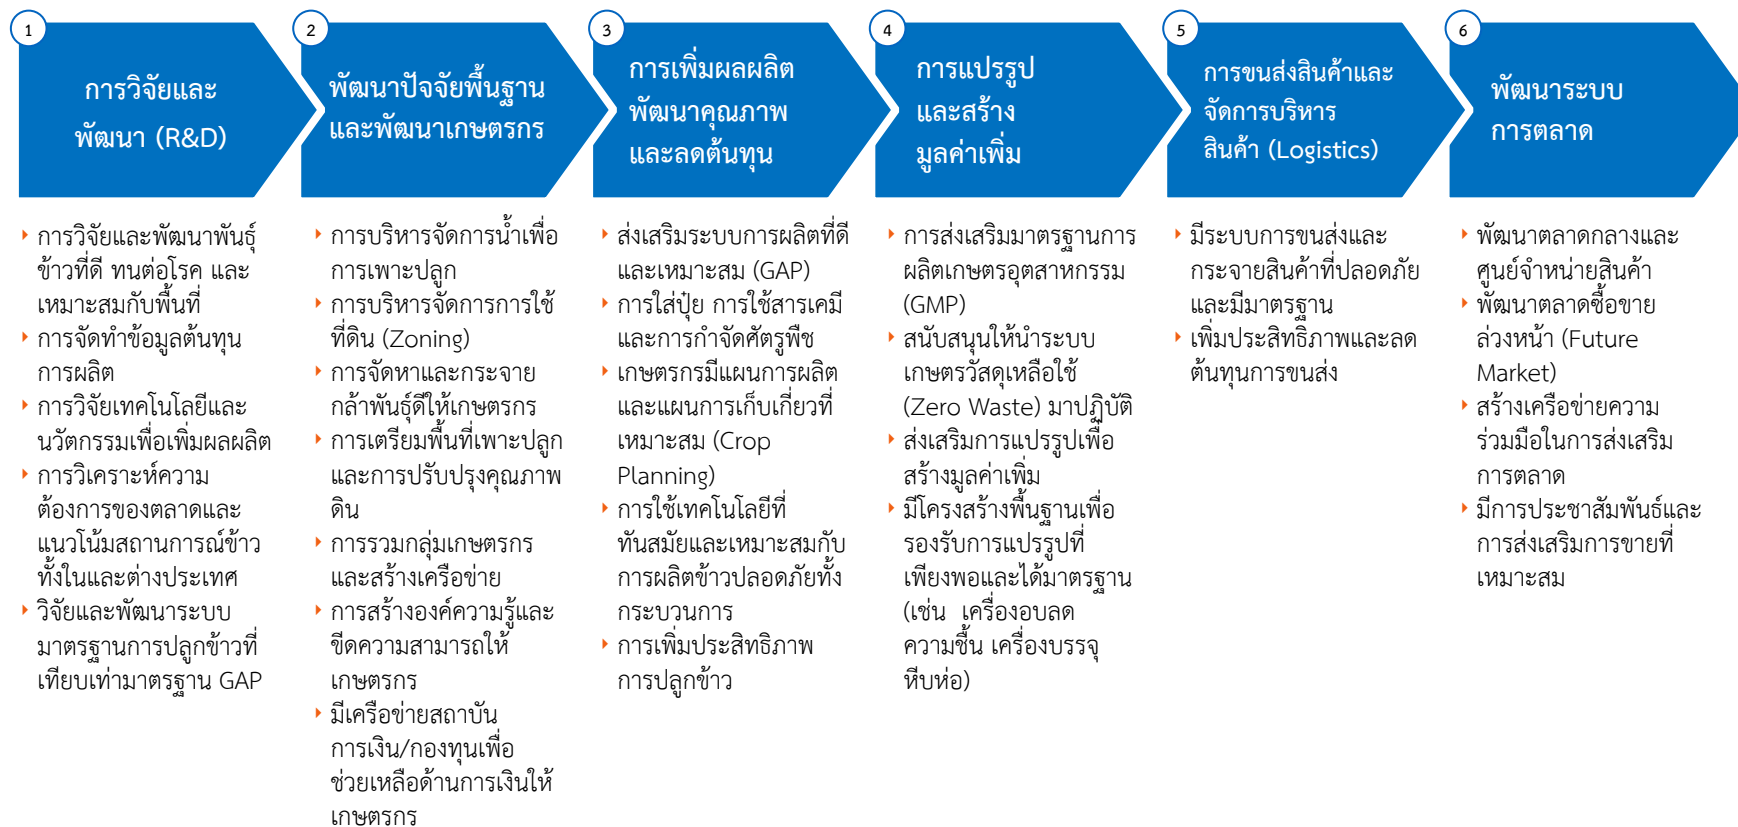 1
การวิจัยและ
พัฒนา (R&D)
▸ การวิจัยและพัฒนาพันธุ์
ข้าวที่ดี ทนต่อโรค และ
เหมาะสมกับพื้นที่
▸ การจัดทำข้อมูลต้นทุน
การผลิต
▸ การวิจัยเทคโนโลยีและ
นวัตกรรมเพื่อเพิ่มผลผลิต
▸ การวิเคราะห์ความ
ต้องการของตลาดและ
แนวโน้มสถานการณ์ข้าว
ทั้งในและต่างประเทศ
▸ วิจัยและพัฒนาระบบ
มาตรฐานการปลูกข้าวที่
เทียบเท่ามาตรฐาน GAP
2
พัฒนาปัจจัยพื้นฐาน
และพัฒนาเกษตรกร
▸ การบริหารจัดการน้ำเพื่อ
การเพาะปลูก
▸ การบริหารจัดการการใช้
ที่ดิน (Zoning)
▸ การจัดหาและกระจาย
กล้าพันธุ์ดีให้เกษตรกร
▸ การเตรียมพื้นที่เพาะปลูก
และการปรับปรุงคุณภาพ
ดิน
▸ การรวมกลุ่มเกษตรกร
และสร้างเครือข่าย
▸ การสร้างองค์ความรู้และ
ขีดความสามารถให้
เกษตรกร
▸ มีเครือข่ายสถาบัน
การเงิน/กองทุนเพื่อ
ช่วยเหลือด้านการเงินให้
เกษตรกร
3
การเพิ่มผลผลิต
พัฒนาคุณภาพ
และลดต้นทุน
▸ ส่งเสริมระบบการผลิตที่ดี
และเหมาะสม (GAP)
▸ การใส่ปุ๋ย การใช้สารเคมี
และการกำจัดศัตรูพืช
▸ เกษตรกรมีแผนการผลิต
และแผนการเก็บเกี่ยวที่
เหมาะสม (Crop
Planning)
▸ การใช้เทคโนโลยีที่
ทันสมัยและเหมาะสมกับ
การผลิตข้าวปลอดภัยทั้ง
กระบวนการ
▸ การเพิ่มประสิทธิภาพ
การปลูกข้าว
4
การแปรรูป
และสร้าง
มูลค่าเพิ่ม
▸ การส่งเสริมมาตรฐานการ
ผลิตเกษตรอุตสาหกรรม
(GMP)
▸ สนับสนุนให้นำระบบ
เกษตรวัสดุเหลือใช้
(Zero Waste) มาปฏิบัติ
▸ ส่งเสริมการแปรรูปเพื่อ
สร้างมูลค่าเพิ่ม
▸ มีโครงสร้างพื้นฐานเพื่อ
รองรับการแปรรูปที่
เพียงพอและได้มาตรฐาน
(เช่น เครื่องอบลด
ความชื้น เครื่องบรรจุ
หีบห่อ)
5
การขนส่งสินค้าและ
จัดการบริหาร
สินค้า (Logistics)
▸ มีระบบการขนส่งและ
กระจายสินค้าที่ปลอดภัย
และมีมาตรฐาน
▸ เพิ่มประสิทธิภาพและลด
ต้นทุนการขนส่ง
6
พัฒนาระบบ
การตลาด
▸ พัฒนาตลาดกลางและ
ศูนย์จำหน่ายสินค้า
▸ พัฒนาตลาดซื้อขาย
ล่วงหน้า (Future
Market)
▸ สร้างเครือข่ายความ
ร่วมมือในการส่งเสริม
การตลาด
▸ มีการประชาสัมพันธ์และ
การส่งเสริมการขายที่
เหมาะสม